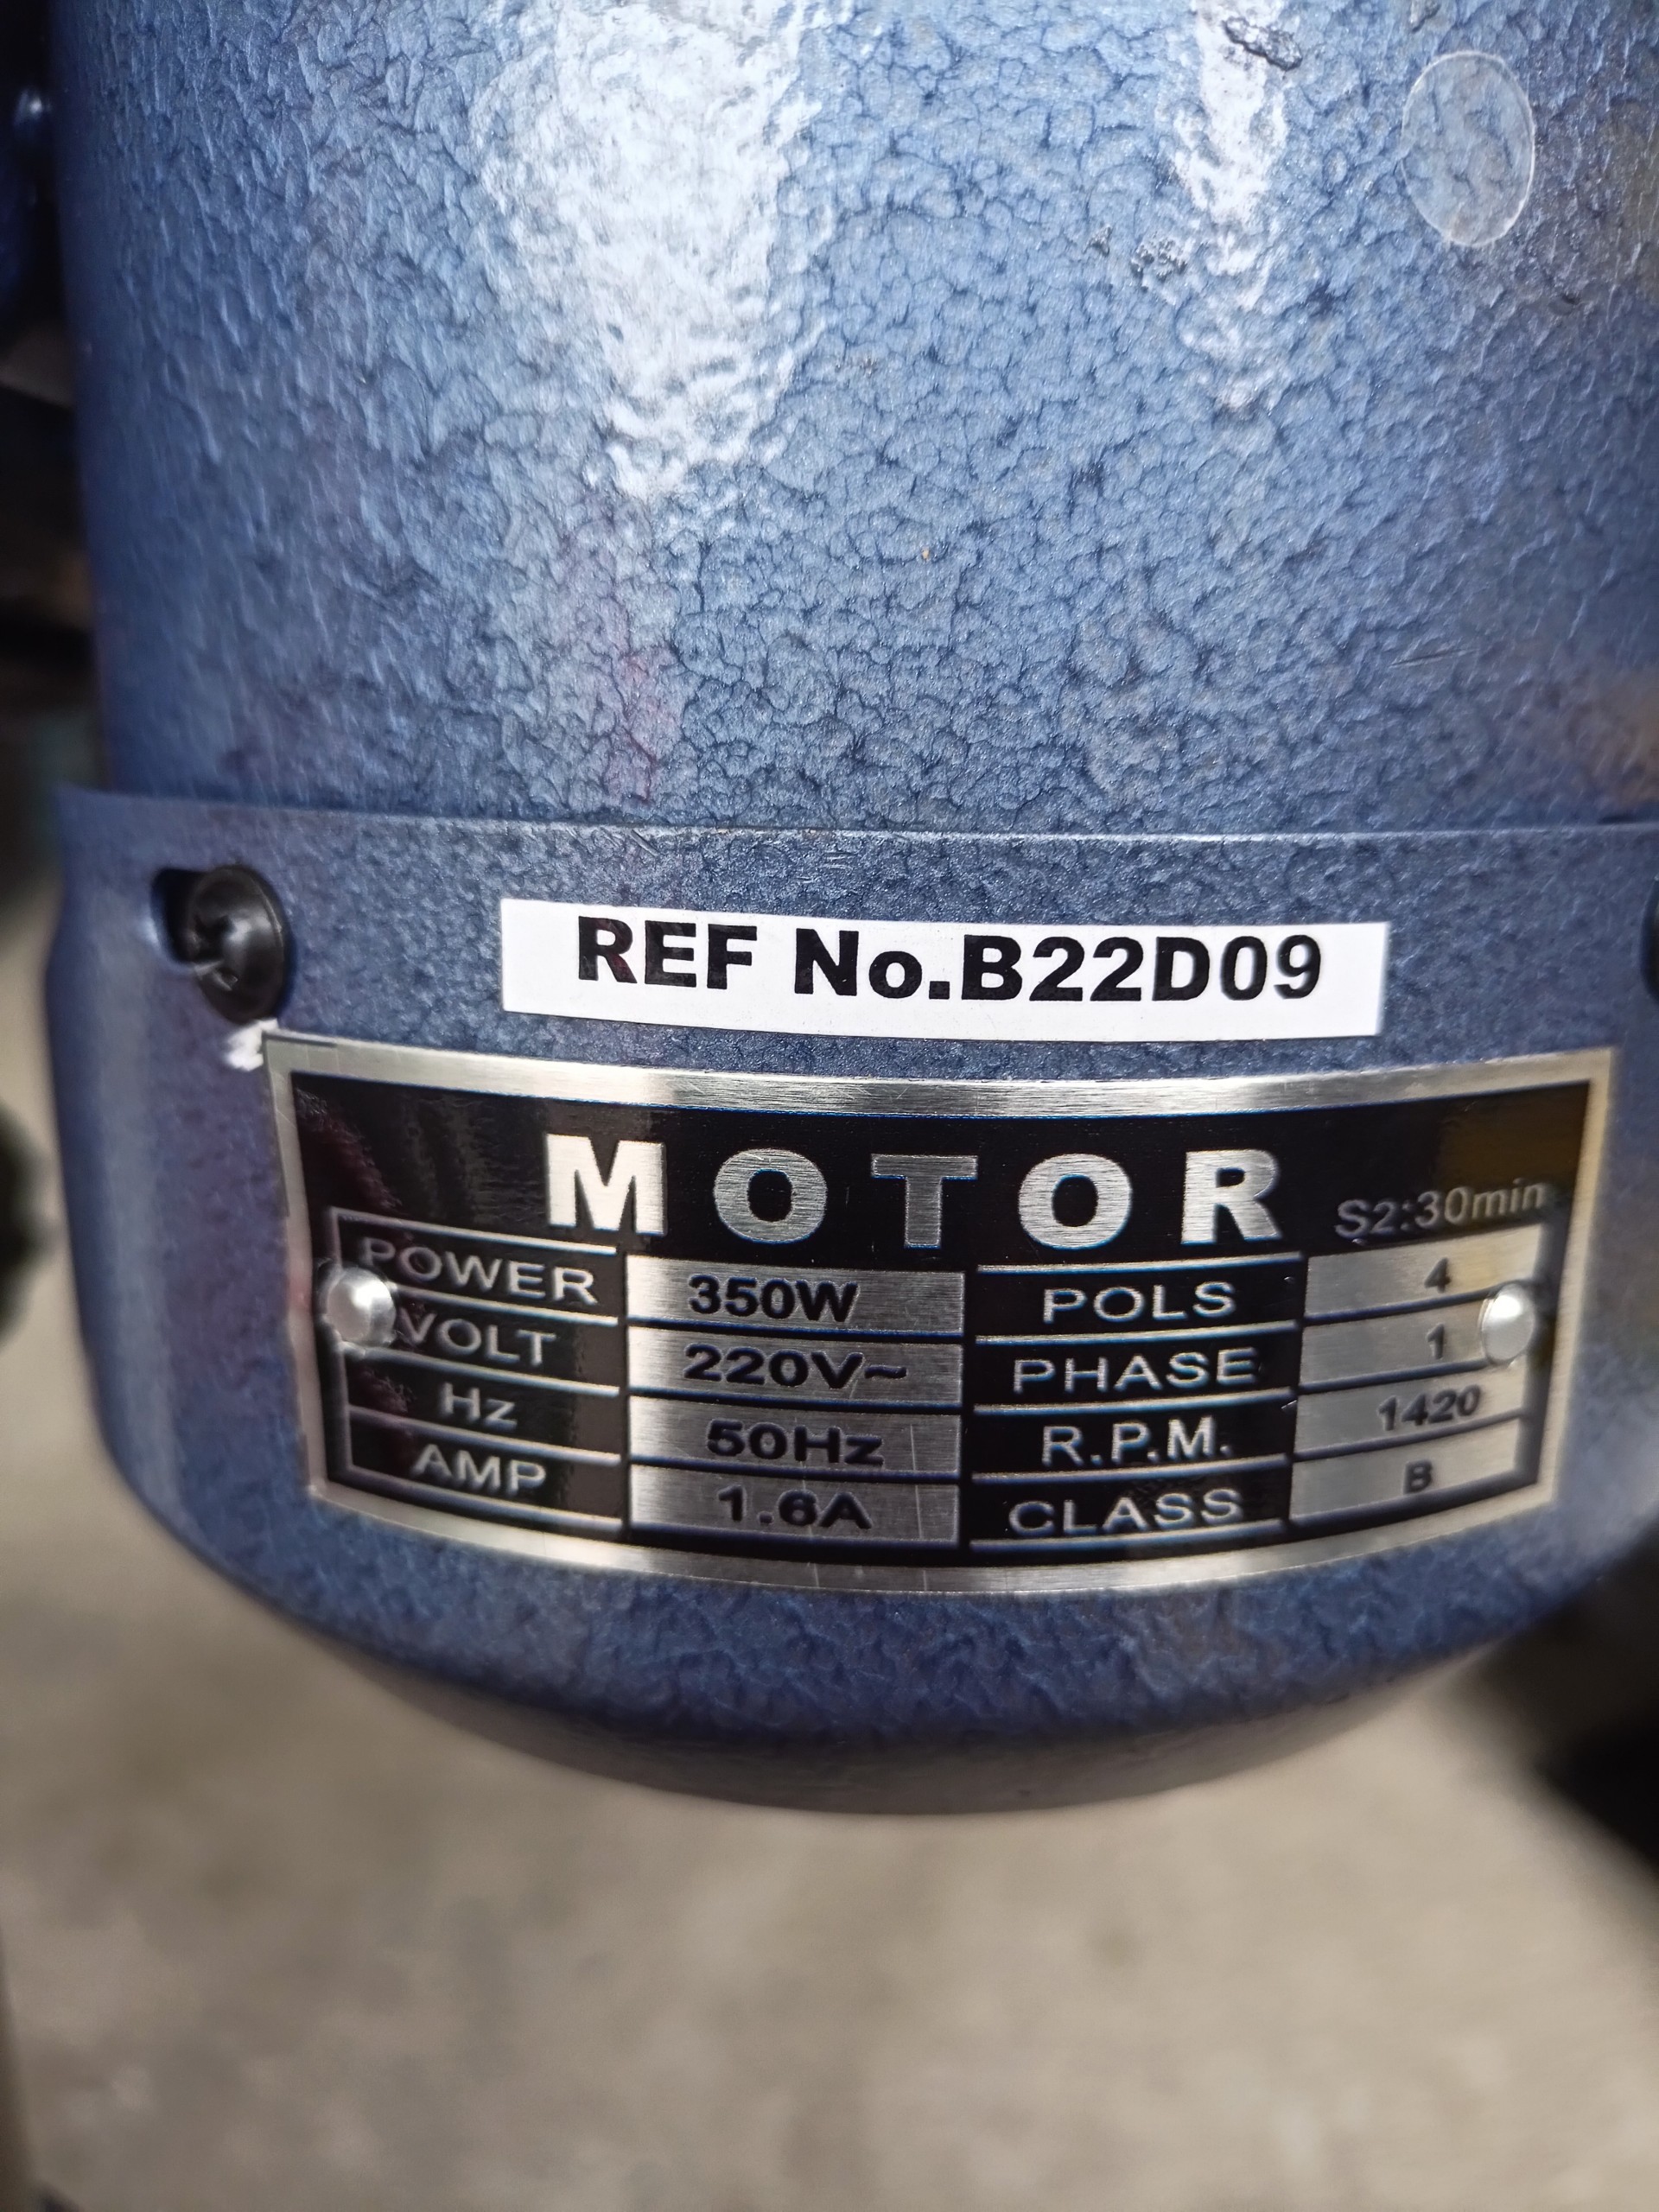 REF No.B22D09
MOTOR S2:30min
POWER 350W POLS 4
VOLT 220V~ PHASE 1
Hz 50Hz R.P.M. 1420
AMP 1.6A CLASS B